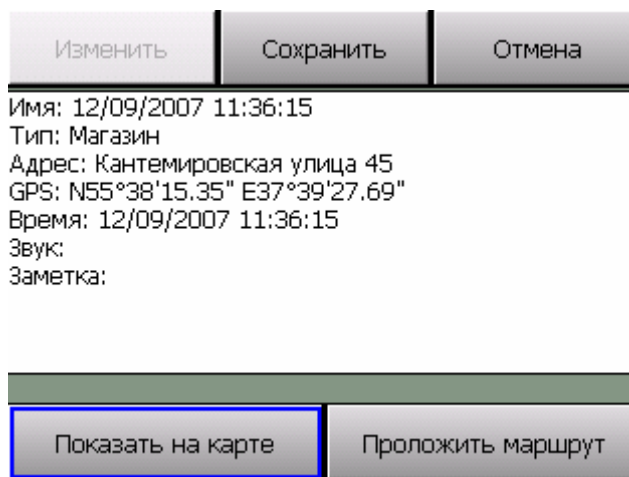 Изменить Сохранить Отмена
Имя: 12/09/2007 11:36:15
Тип: Магазин
Адрес: Кантемировская улица 45
GPS: N55°38'15.35" E37°39'27.69"
Время: 12/09/2007 11:36:15
Звук:
Заметка:
Показать на карте Проложить маршрут